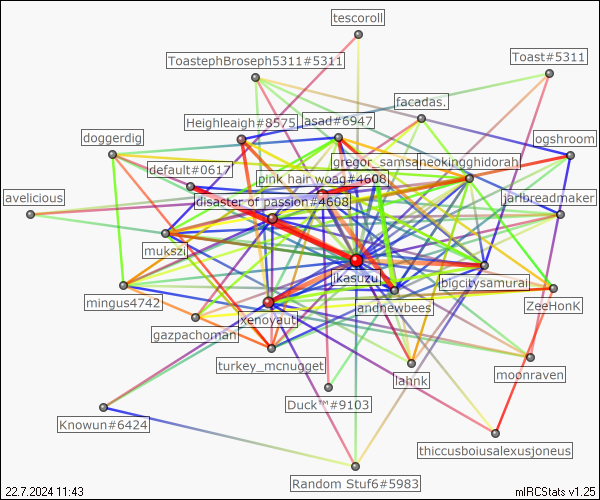 tescoroll
ToastephBroseph5311#5311
Toast#5311
facadas.
Heighleaigh#8575
asad#6947
doggerdig
ogshroom
gregor_samsa
neokingghidorah
default#0617
pink hair woaq#4608
avelicious
disaster of passion#4608
jarlbreadmaker
mukszi
ikasuzu
bigcitysamurai
mingus4742
xenoyaut
andnewbees
ZeeHonK
gazpachoman
turkey_mcnugget
lahnk
moonraven
Duck™#9103
Knowun#6424
thiccusboiusalexusjoneus
Random Stuf6#5983
22.7.2024 11:43
mIRCStats v1.25